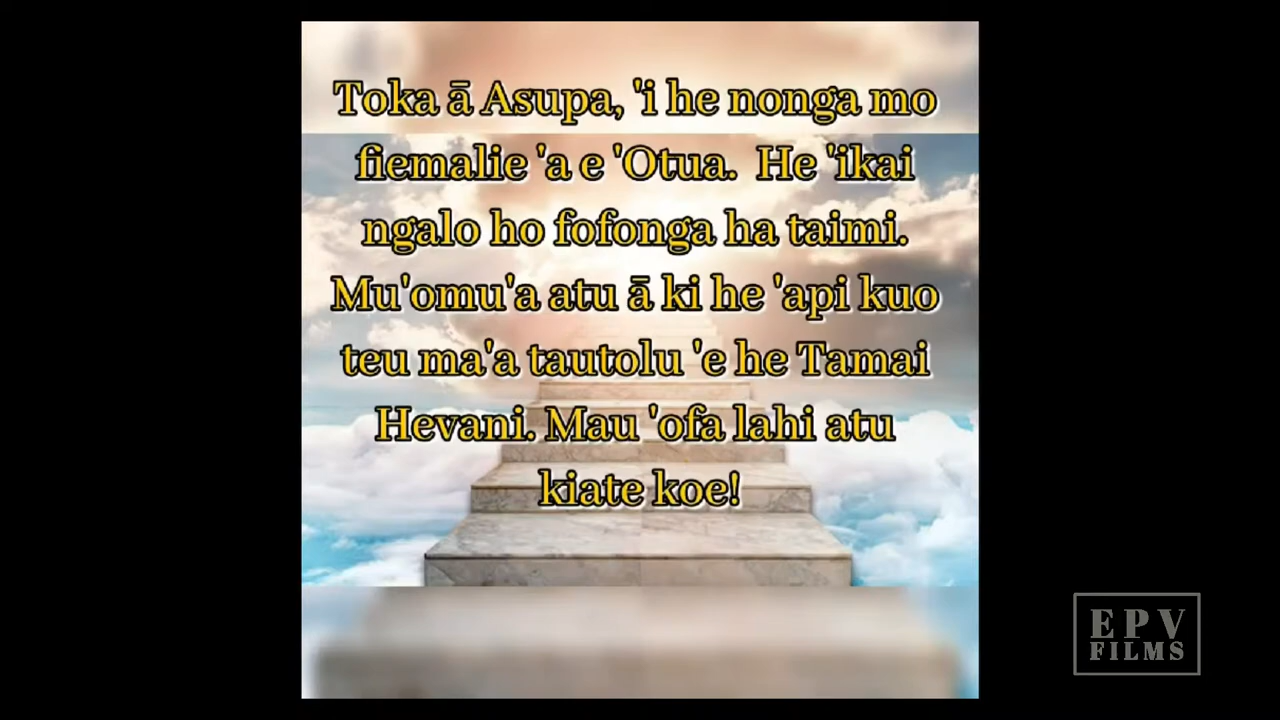 Toka ā Asupa, 'i he nonga mo
fiemalie 'a e 'Otua.  He 'ikai
ngalo ho fofonga ha taimi.
Mu'omu'a atu ā ki he 'api kuo
teu ma'a tautolu 'e he Tamai
Hevani. Mau 'ofa lahi atu
kiate koe!
EPV
FILMS